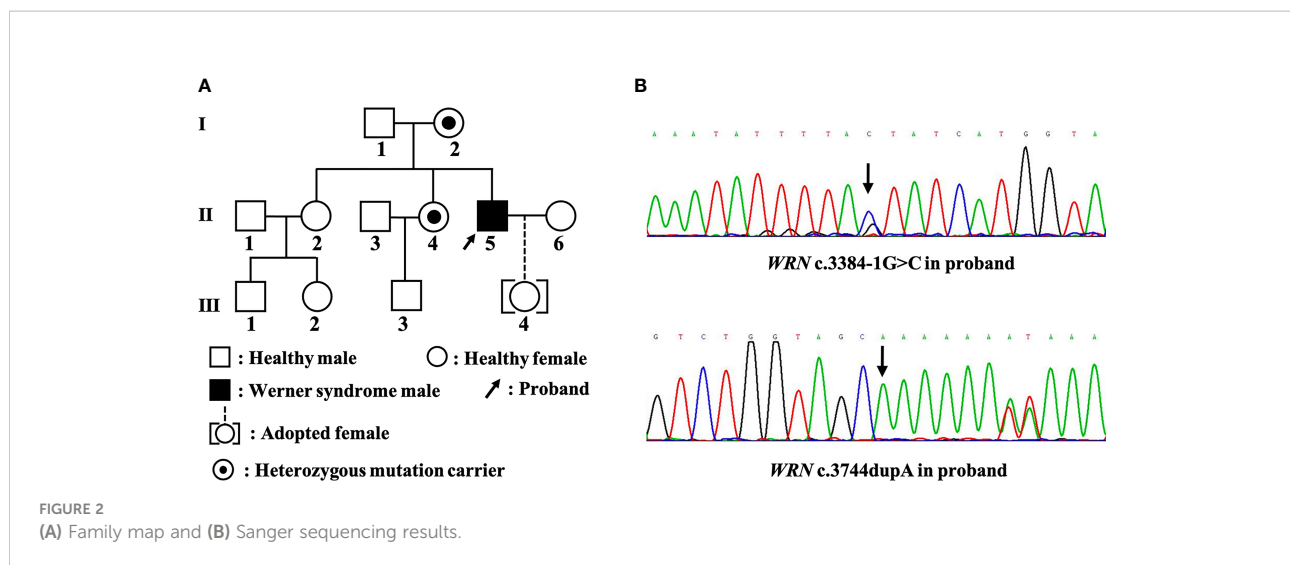 A
I
1 2
II
1 2 3 4 5 6
III
1 2 3 4
: Healthy male
: Healthy female
: Werner syndrome male
: Proband
: Adopted female
: Heterozygous mutation carrier
B
A A A T A T T T T A C T A T C A T G G T A
WRN c.3384-1G>C in proband
G T C T G G T A G C A A A A A A A T A A A
WRN c.3744dupA in proband
FIGURE 2
(A) Family map and (B) Sanger sequencing results.